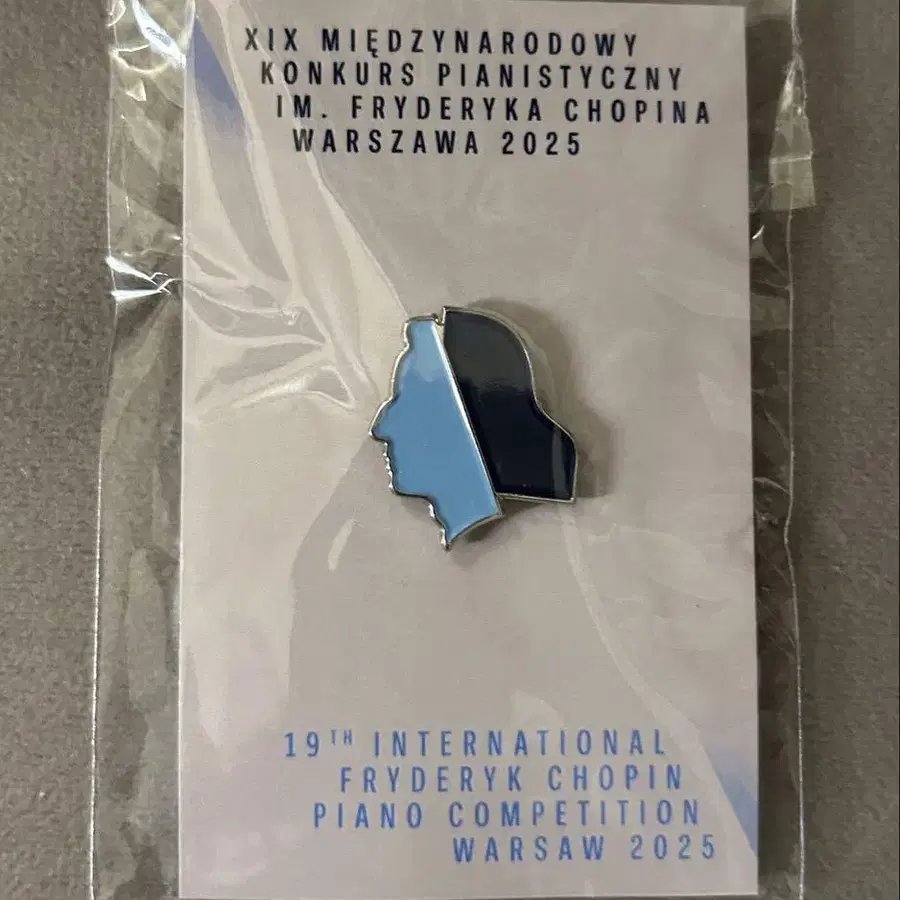 XIX MIĘDZYNARODOWY
KONKURS PIANISTYCZNY
IM. FRYDERYKA CHOPINA
WARSZAWA 2025
19TH INTERNATIONAL
FRYDERYK CHOPIN
PIANO COMPETITION
WARSAW 2025